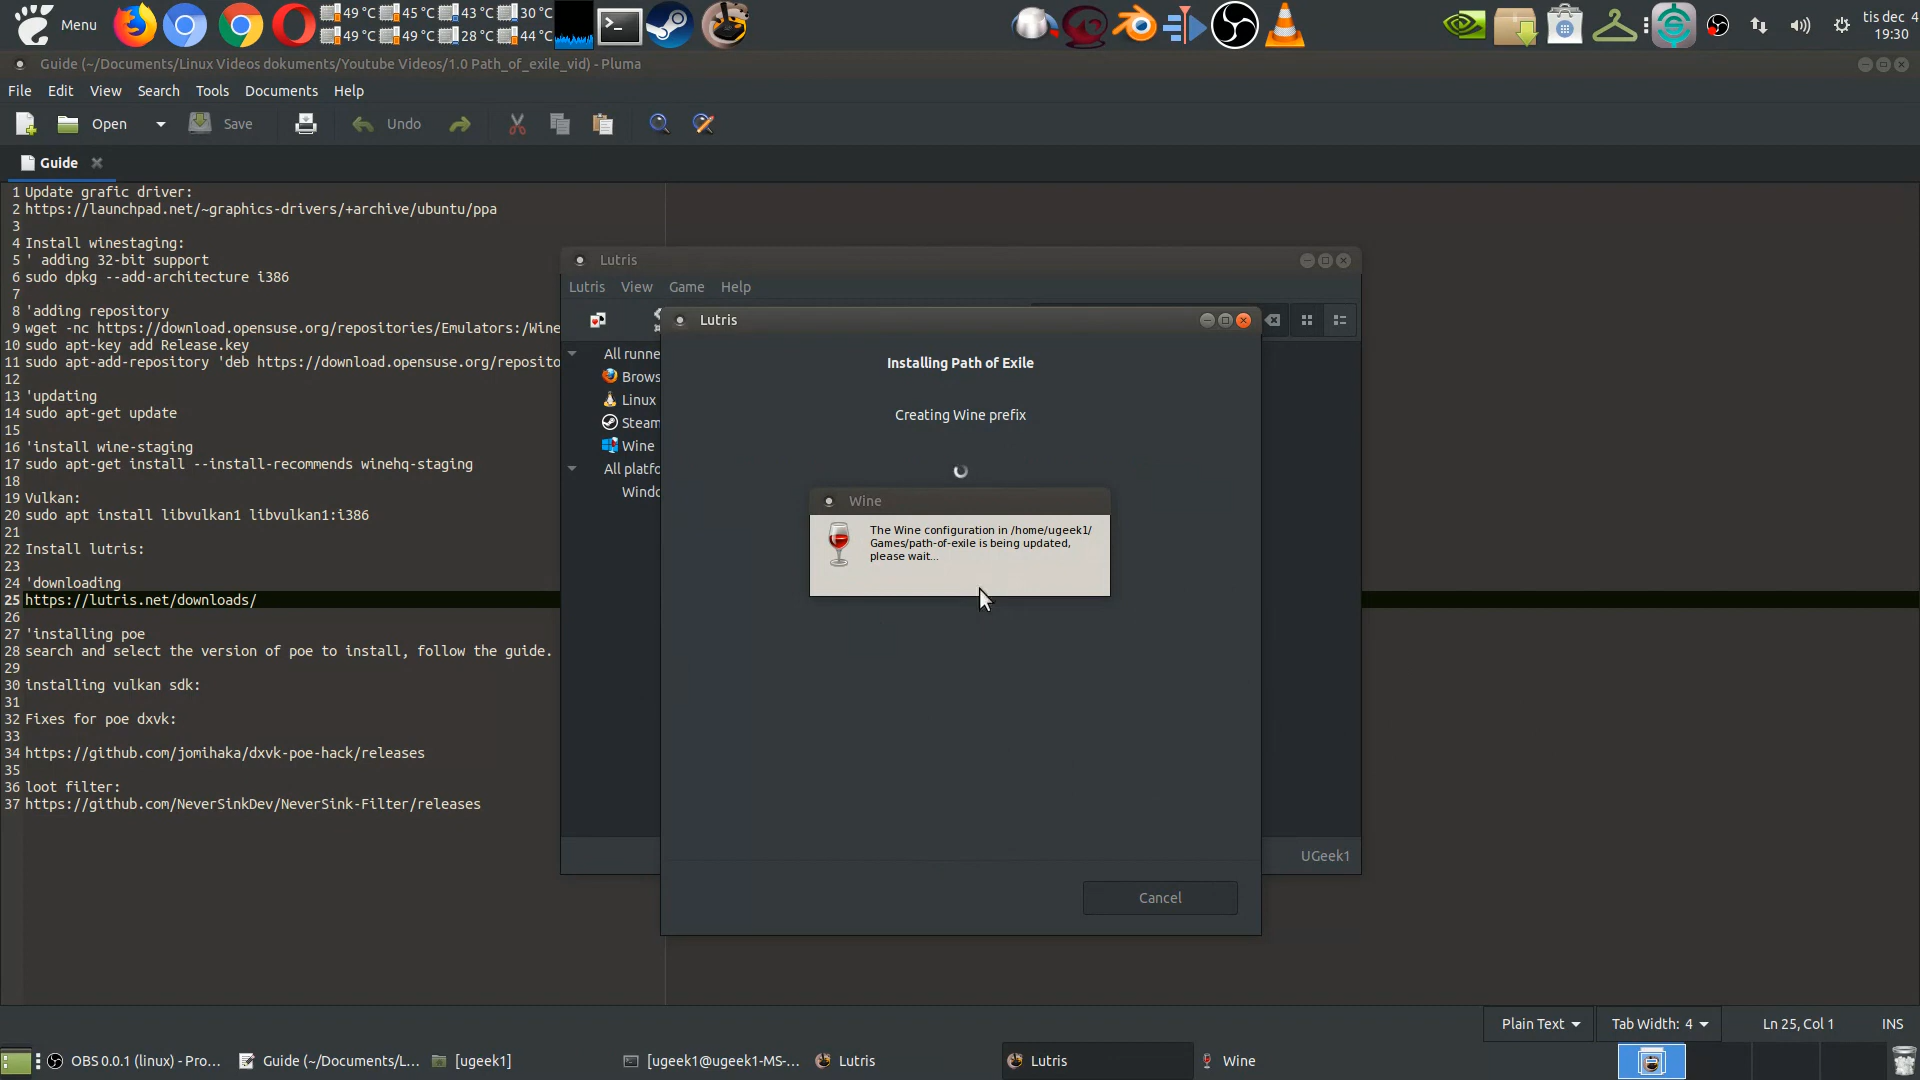 Menu
49 °C 45 °C 43 °C 30 °C
49 °C 49 °C 28 °C 44 °C
tis dec 4
19:30
Guide (~/Documents/Linux Videos dokuments/Youtube Videos/1.0 Path_of_exile_vid) - Pluma
File Edit View Search Tools Documents Help
Open Save Undo
Guide
1 Update grafic driver:
2 https://launchpad.net/~graphics-drivers/+archive/ubuntu/ppa
3
4 Install winestaging:
5 ' adding 32-bit support
6 sudo dpkg --add-architecture i386
7
8 'adding repository
9 wget -nc https://download.opensuse.org/repositories/Emulators:/Wine
10 sudo apt-key add Release.key
11 sudo apt-add-repository 'deb https://download.opensuse.org/reposito
12
13 'updating
14 sudo apt-get update
15
16 'install wine-staging
17 sudo apt-get install --install-recommends winehq-staging
18
19 Vulkan:
20 sudo apt install libvulkan1 libvulkan1:i386
21
22 Install lutris:
23
24 'downloading
25 https://lutris.net/downloads/
26
27 'installing poe
28 search and select the version of poe to install, follow the guide.
29
30 installing vulkan sdk:
31
32 Fixes for poe dxvk:
33
34 https://github.com/jomihaka/dxvk-poe-hack/releases
35
36 loot filter:
37 https://github.com/NeverSinkDev/NeverSink-Filter/releases
Lutris
Lutris View Game Help
All runne
Brows
Linux
Steam
Wine
All platfo
Windo
UGeek1
Lutris
Installing Path of Exile
Creating Wine prefix
Wine
The Wine configuration in /home/ugeek1/
Games/path-of-exile is being updated,
please wait...
Cancel
Plain Text Tab Width: 4 Ln 25, Col 1 INS
OBS 0.0.1 (linux) - Pro... Guide (~/Documents/L... [ugeek1] [ugeek1@ugeek1-MS-... Lutris Lutris Wine